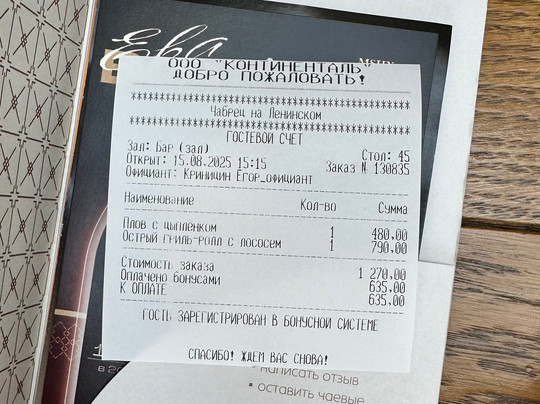 Eka
ООО "КОНТИНЕНТАЛЬ"
ДОБРО ПОЖАЛОВАТЬ!
****************************************
Чабрец на Ленинском
****************************************
ГОСТЕВОЙ СЧЕТ
Зал: Бар (зал) Стол: 45
Открыт: 15.08.2025 15:15 Заказ N 130835
Официант: Криничин Егор_официант
Наименование Кол-во Сумма
Плов с цыпленком 1 480.00
Острый гриль-ролл с лососем 1 790.00
Стоимость заказа 1 270.00
Оплачено бонусами 635.00
К ОПЛАТЕ 635.00
ГОСТЬ ЗАРЕГИСТРИРОВАН В БОНУСНОЙ СИСТЕМЕ
СПАСИБО! ЖДЕМ ВАС СНОВА!
написать отзыв
• оставить чаевые